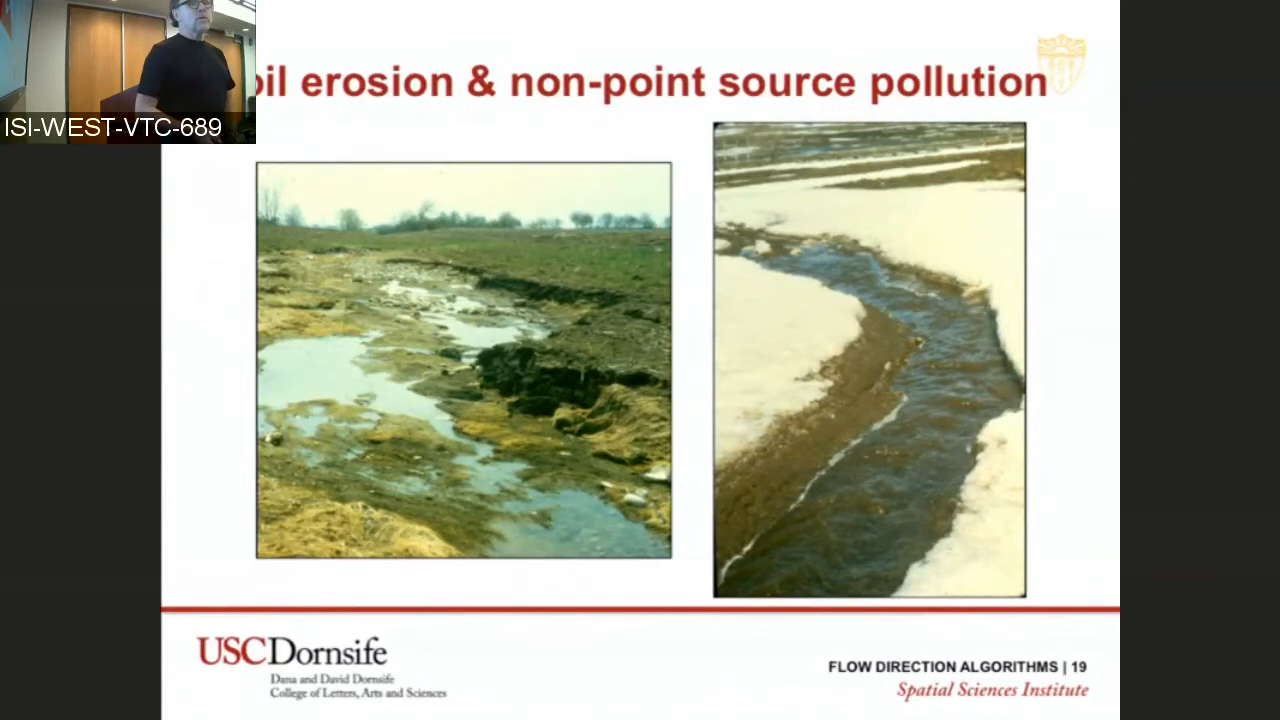 ISI-WEST-VTC-689
oil erosion & non-point source pollution
USCDornsife
Dana and David Dornsife
College of Letters, Arts and Sciences
FLOW DIRECTION ALGORITHMS | 19
Spatial Sciences Institute